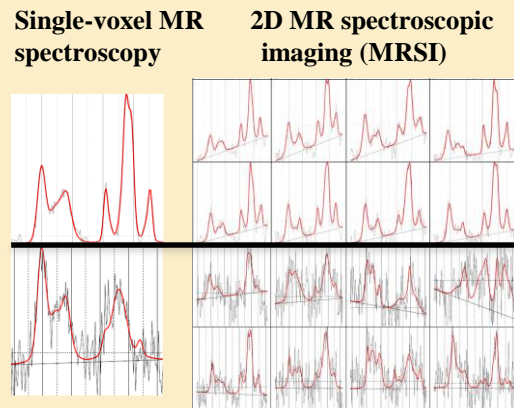 Single-voxel MR
spectroscopy
2D MR spectroscopic
imaging (MRSI)